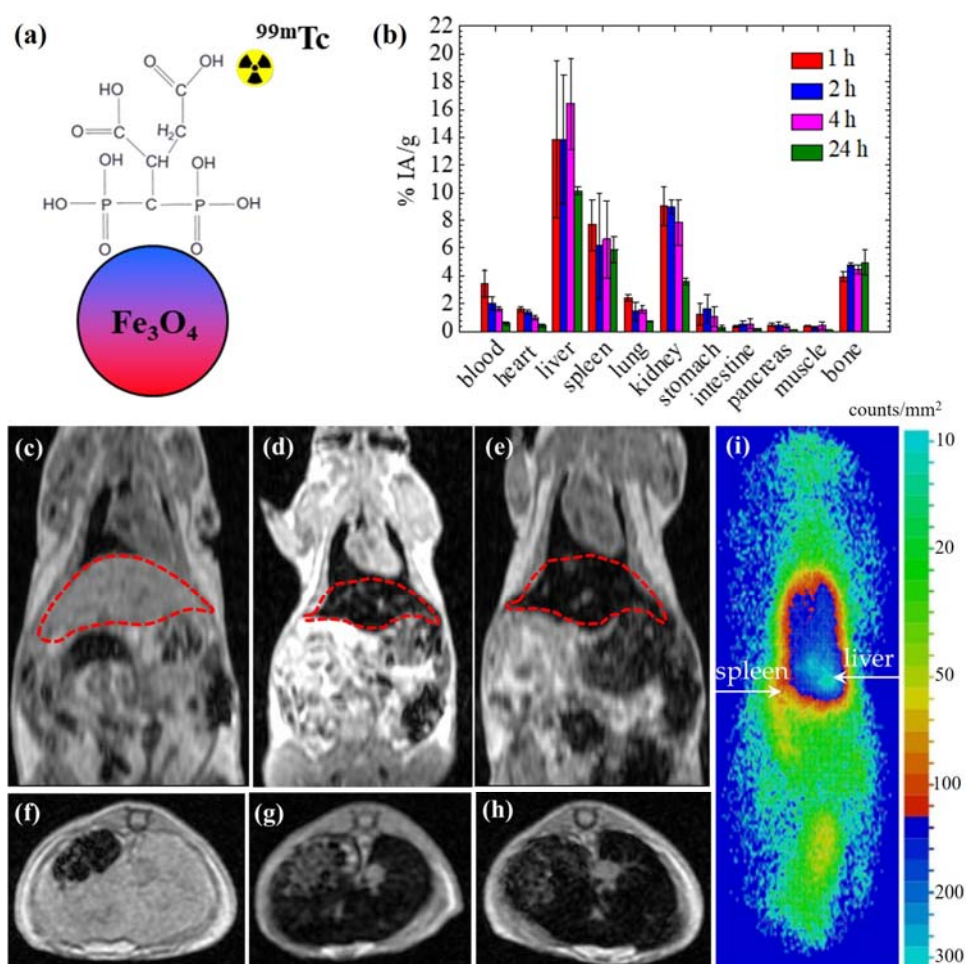 (a)
99mTc
O
OH
HO
O
H2C
CH
OH
OH
HO
P
C
P
OH
O
O
Fe3O4
(b)
22
20
18
16
14
12
10
8
6
4
2
0
% IA/g
1 h
2 h
4 h
24 h
blood
heart
liver
spleen
lung
kidney
stomach
intestine
pancreas
muscle
bone
counts/mm2
(c)
(d)
(e)
(i)
10
20
50
100
200
300
spleen
liver
(f)
(g)
(h)